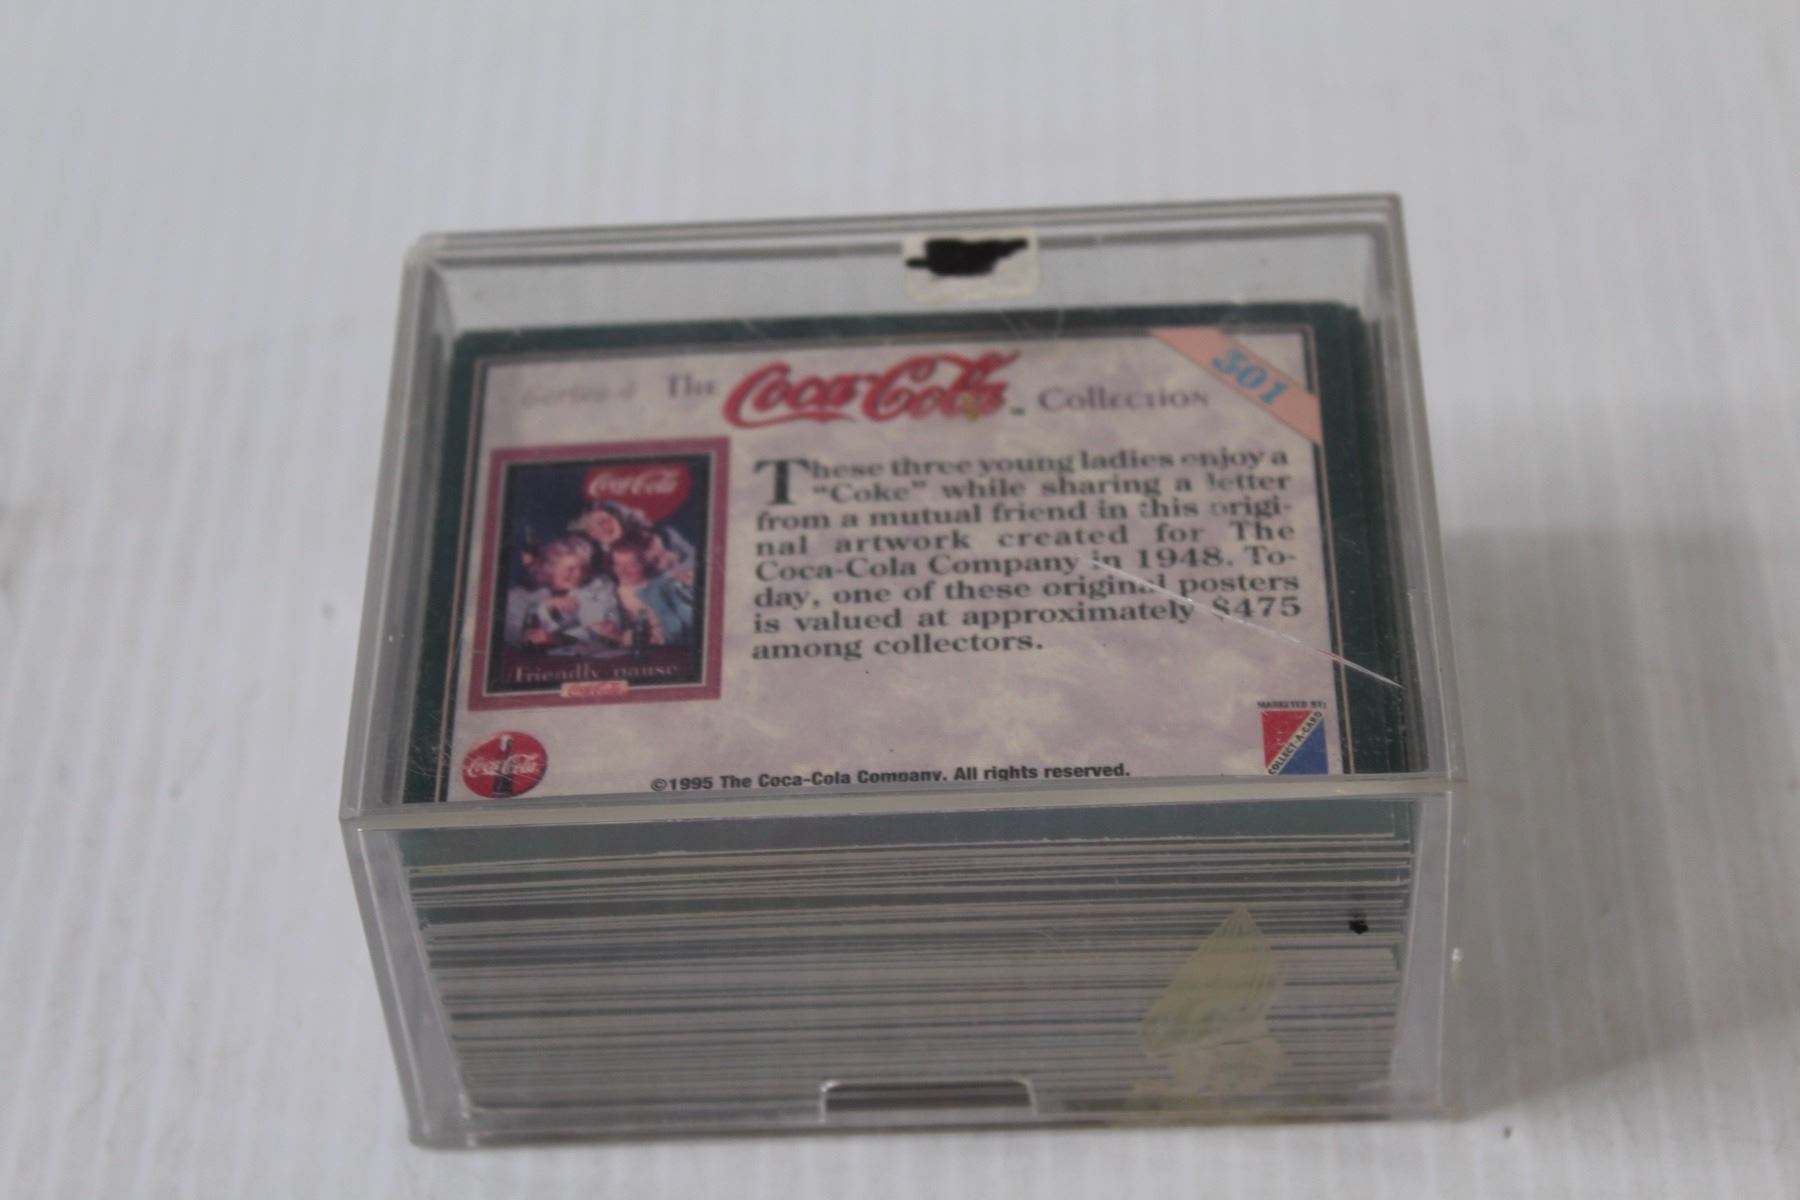 Series 4 The Coca-Cola™ Collection
301
These three young ladies enjoy a
"Coke" while sharing a letter
from a mutual friend in this origi-
nal artwork created for The
Coca-Cola Company in 1948. To-
day, one of these original posters
is valued at approximately $475
among collectors.
Coca-Cola
Friendly pause
Coca-Cola
MARKETED BY:
COLLECT-A-CARD
Coca-Cola
©1995 The Coca-Cola Company. All rights reserved.